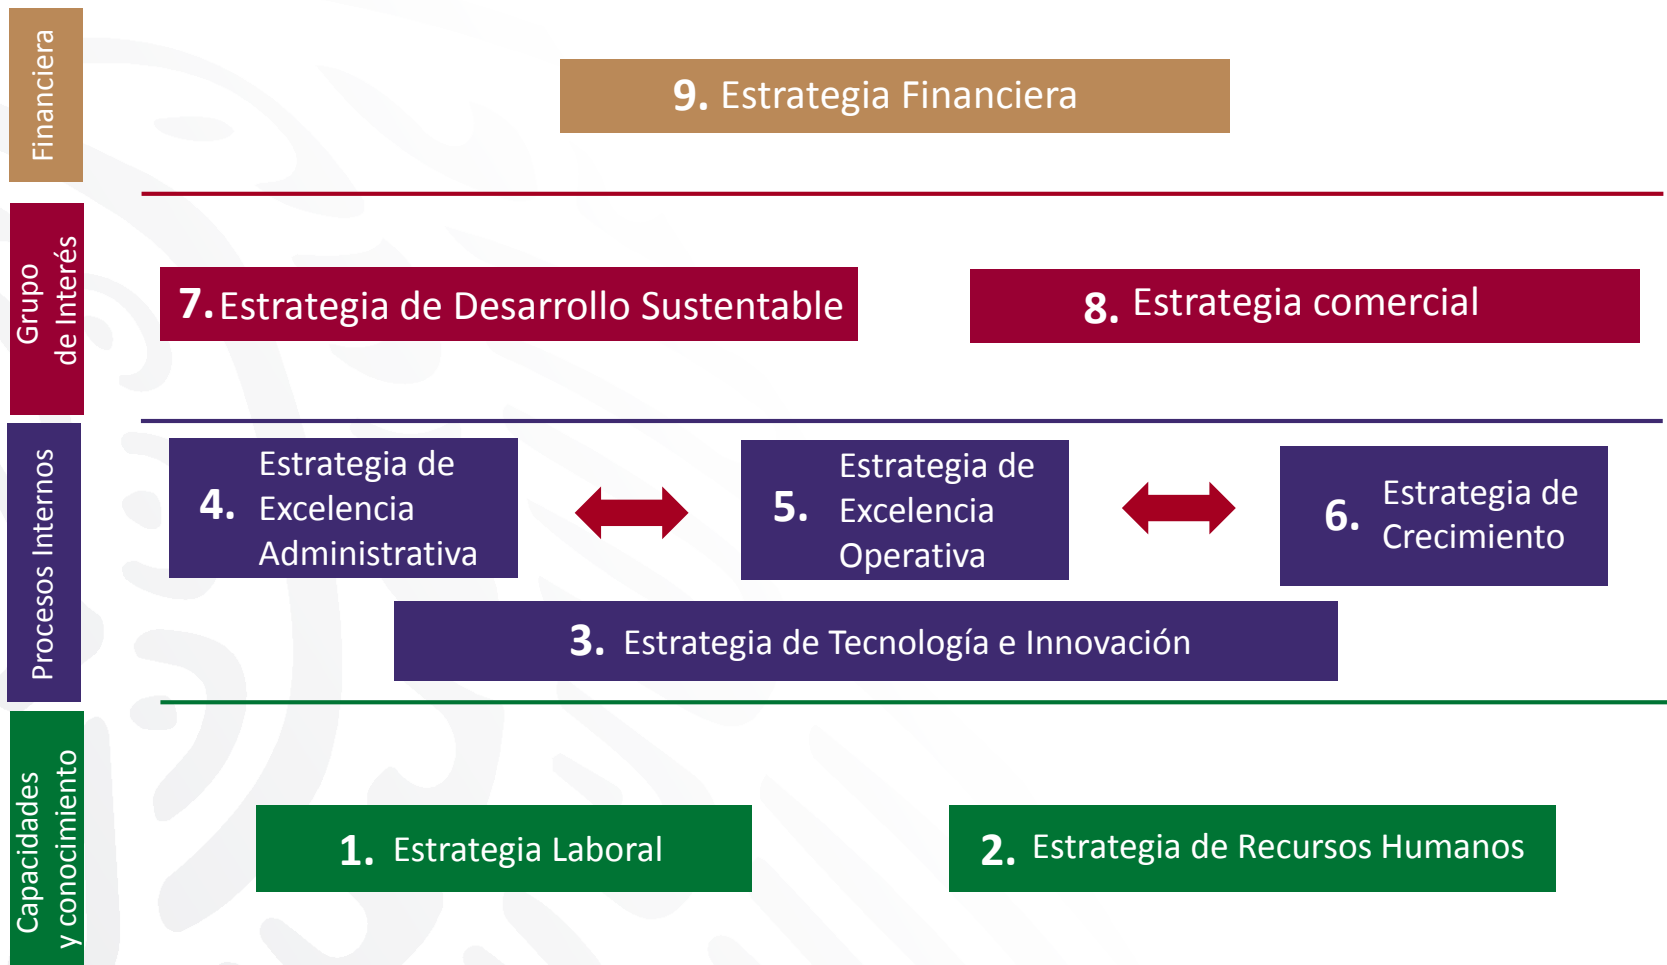 Financiera
9. Estrategia Financiera
Grupo
de Interés
7. Estrategia de Desarrollo Sustentable
8. Estrategia comercial
Procesos Internos
4. Estrategia de
Excelencia
Administrativa
5. Estrategia de
Excelencia
Operativa
6. Estrategia de
Crecimiento
3. Estrategia de Tecnología e Innovación
Capacidades
y conocimiento
1. Estrategia Laboral
2. Estrategia de Recursos Humanos